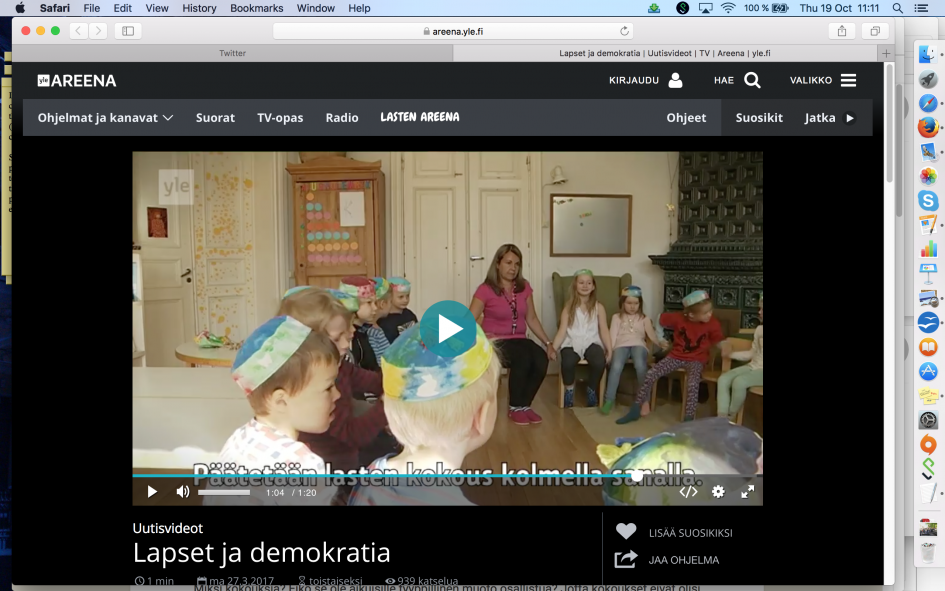 Safari File Edit View History Bookmarks Window Help 100 % Thu 19 Oct 11:11
areena.yle.fi
Twitter Lapset ja demokratia | Uutisvideot | TV | Areena | yle.fi
yle AREENA KIRJAUDU HAE VALIKKO
Ohjelmat ja kanavat Suorat TV-opas Radio LASTEN AREENA Ohjeet Suosikit Jatka
yle
Päätetään lasten kokous kolmella sanalla.
1:04 / 1:20
Uutisvideot
Lapset ja demokratia
LISÄÄ SUOSIKIKSI
JAA OHJELMA
1 min ma 27.3.2017 toistaiseksi 939 katselua